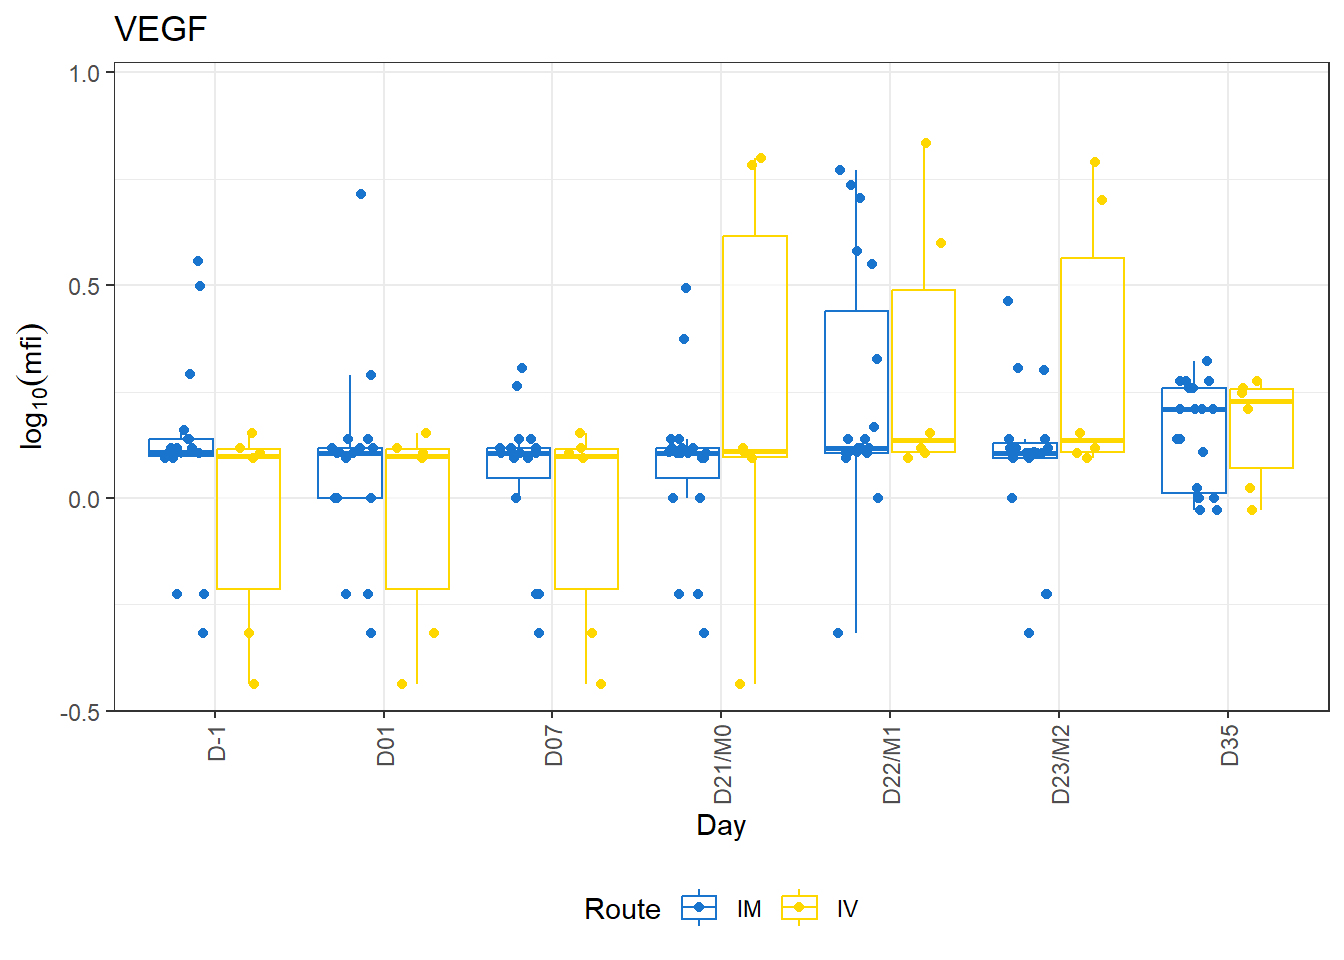 VEGF
1.0
0.5
0.0
-0.5
log10(mfi)
D-1
D01
D07
D21/M0
D22/M1
D23/M2
D35
Day
Route IM IV